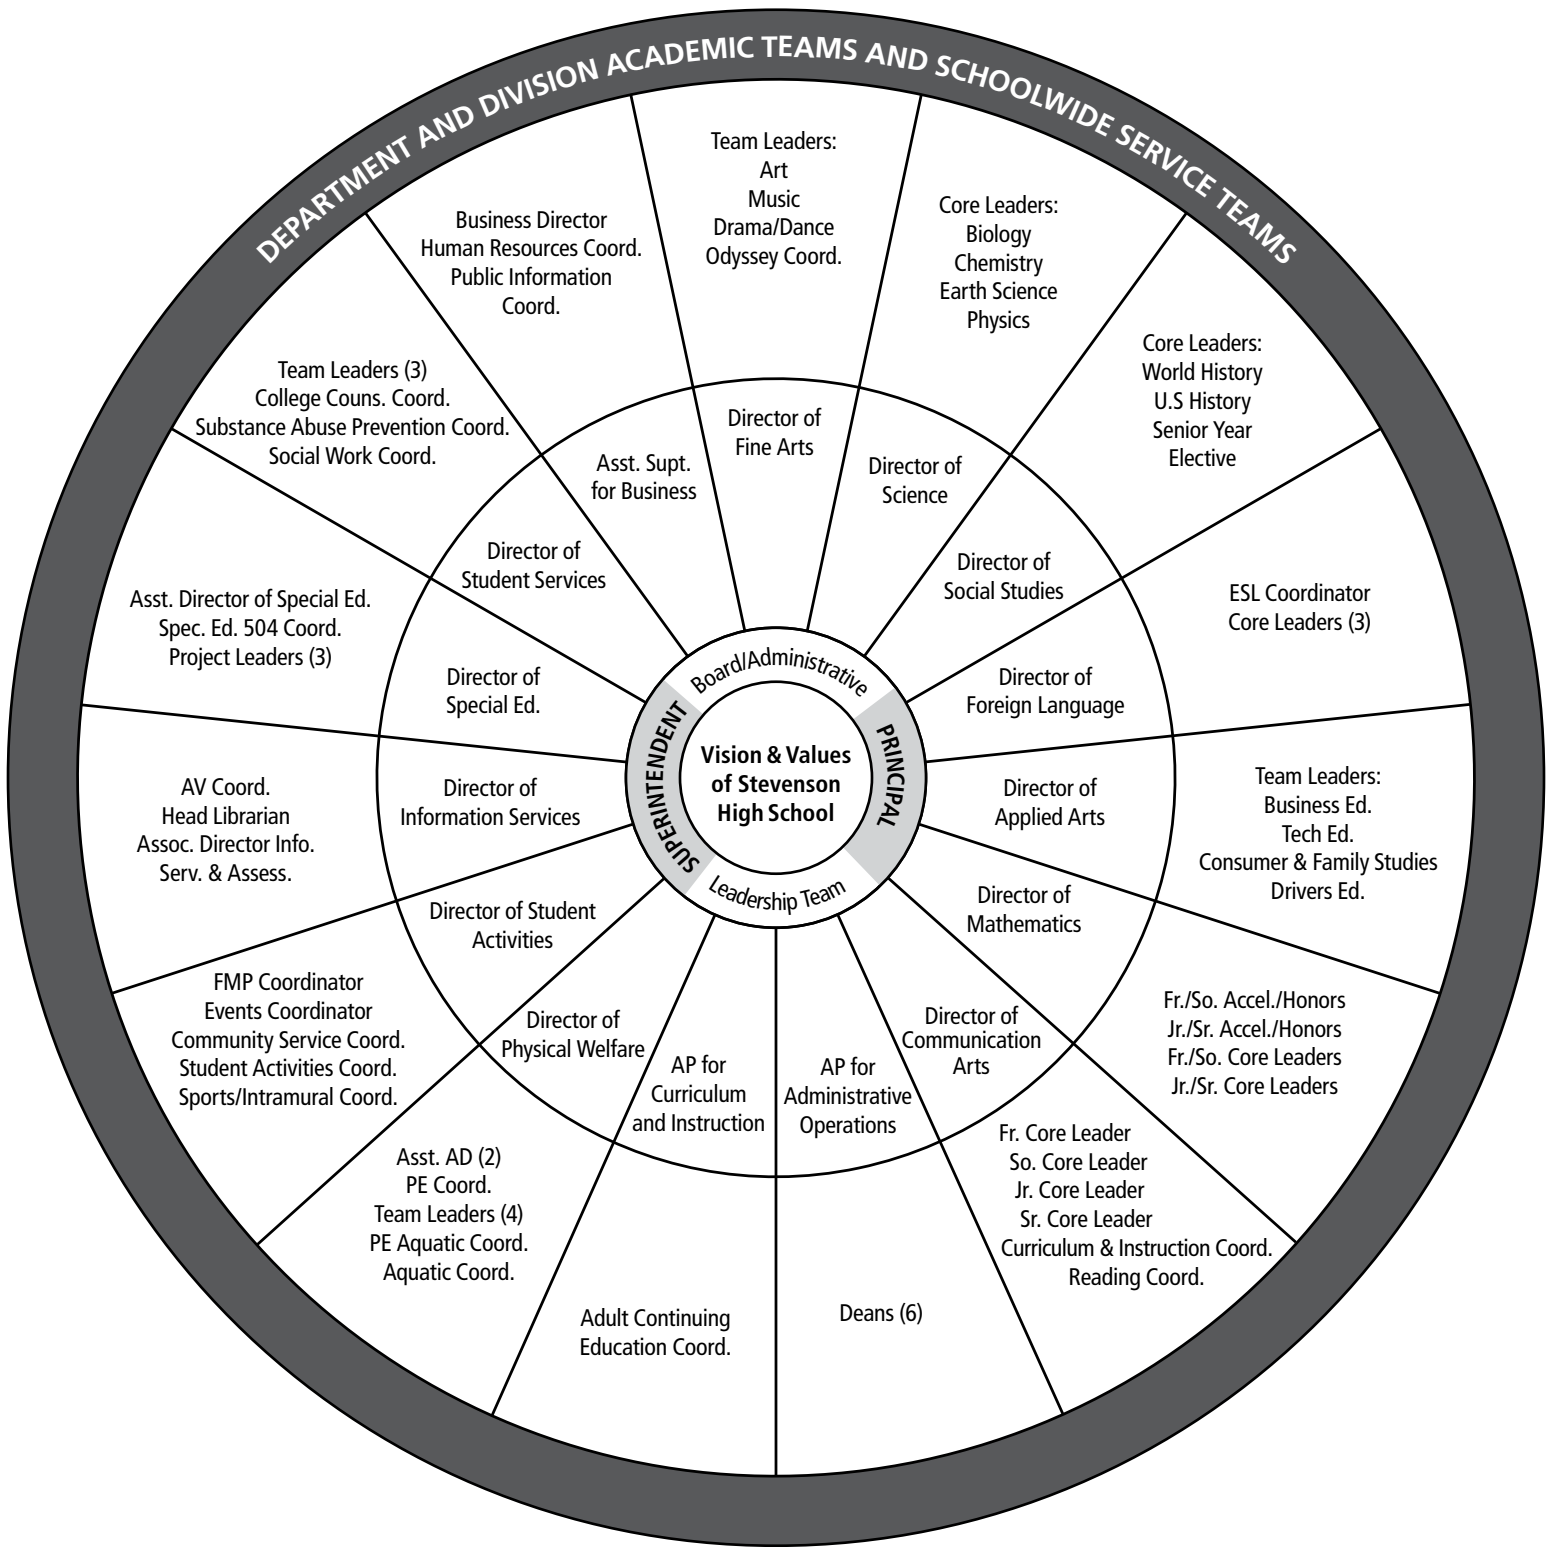 DEPARTMENT AND DIVISION ACADEMIC TEAMS AND SCHOOLWIDE SERVICE TEAMS
Team Leaders:
Art
Music
Drama/Dance
Odyssey Coord.
Core Leaders:
Biology
Chemistry
Earth Science
Physics
Core Leaders:
World History
U.S History
Senior Year
Elective
ESL Coordinator
Core Leaders (3)
Team Leaders:
Business Ed.
Tech Ed.
Consumer & Family Studies
Drivers Ed.
Fr./So. Accel./Honors
Jr./Sr. Accel./Honors
Fr./So. Core Leaders
Jr./Sr. Core Leaders
Fr. Core Leader
So. Core Leader
Jr. Core Leader
Sr. Core Leader
Curriculum & Instruction Coord.
Reading Coord.
Deans (6)
Adult Continuing
Education Coord.
Asst. AD (2)
PE Coord.
Team Leaders (4)
PE Aquatic Coord.
Aquatic Coord.
FMP Coordinator
Events Coordinator
Community Service Coord.
Student Activities Coord.
Sports/Intramural Coord.
AV Coord.
Head Librarian
Assoc. Director Info.
Serv. & Assess.
Asst. Director of Special Ed.
Spec. Ed. 504 Coord.
Project Leaders (3)
Team Leaders (3)
College Couns. Coord.
Substance Abuse Prevention Coord.
Social Work Coord.
Business Director
Human Resources Coord.
Public Information
Coord.
Director of
Fine Arts
Director of
Science
Director of
Social Studies
Director of
Foreign Language
Director of
Applied Arts
Director of
Mathematics
Director of
Communication
Arts
AP for
Administrative
Operations
AP for
Curriculum
and Instruction
Director of
Physical Welfare
Director of Student
Activities
Director of
Information Services
Director of
Special Ed.
Director of
Student Services
Asst. Supt.
for Business
Board/Administrative
PRINCIPAL
Leadership Team
SUPERINTENDENT
Vision & Values
of Stevenson
High School